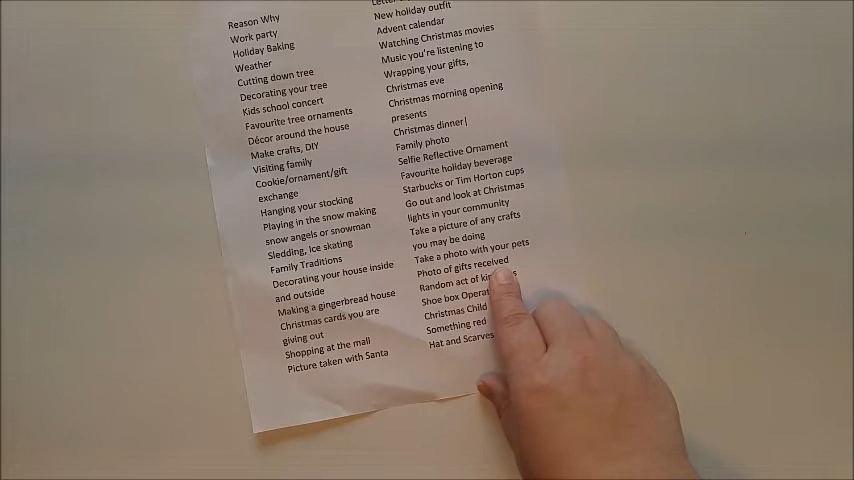 Reason Why
Work party
Holiday Baking
Weather
Cutting down tree
Decorating your tree
Kids school concert
Favourite tree ornaments
Décor around the house
Make crafts, DIY
Visiting family
Cookie/ornament/gift
exchange
Hanging your stocking
Playing in the snow making
snow angels or snowman
Sledding, Ice skating
Family Traditions
Decorating your house inside
and outside
Making a gingerbread house
Christmas cards you are
giving out
Shopping at the mall
Picture taken with Santa
New holiday outfit
Advent calendar
Watching Christmas movies
Music you're listening to
Wrapping your gifts,
Christmas eve
Christmas morning opening
presents
Christmas dinner
Family photo
Selfie Reflective Ornament
Favourite holiday beverage
Starbucks or Tim Horton cups
Go out and look at Christmas
lights in your community
Take a picture of any crafts
you may be doing
Take a photo with your pets
Photo of gifts received
Random act of
Shoe box
Christmas Child
Something red
Hat and Scarves